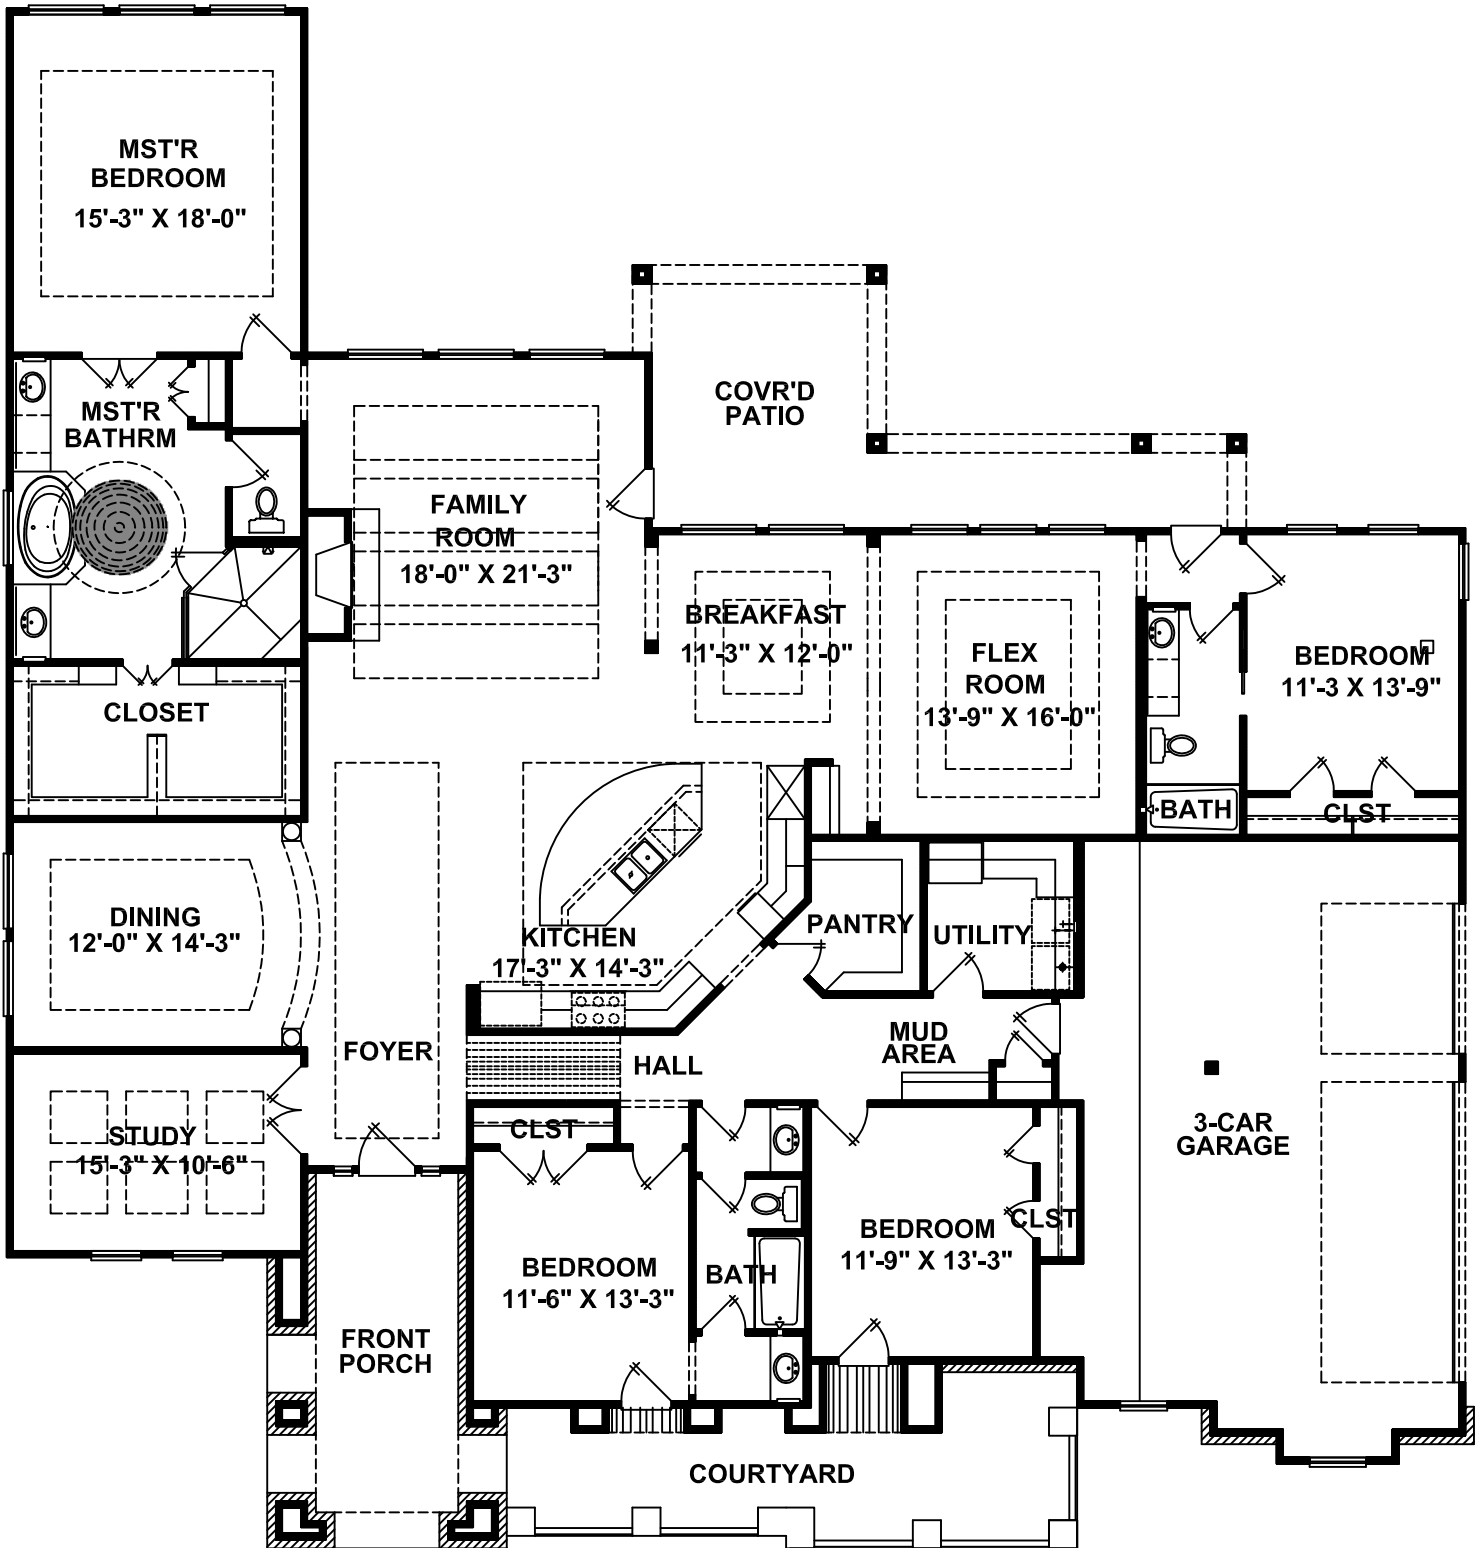 MST'R
BEDROOM
15'-3" X 18'-0"
COVR'D
PATIO
MST'R
BATHRM
FAMILY
ROOM
18'-0" X 21'-3"
BREAKFAST
11'-3" X 12'-0"
FLEX
ROOM
13'-9" X 16'-0"
BEDROOM
11'-3 X 13'-9"
CLOSET
BATH
CLST
DINING
12'-0" X 14'-3"
KITCHEN
17'-3" X 14'-3"
PANTRY
UTILITY
FOYER
HALL
MUD
AREA
3-CAR
GARAGE
STUDY
15'-3" X 10'-6"
CLST
BEDROOM
11'-6" X 13'-3"
BATH
BEDROOM
11'-9" X 13'-3"
CLST
FRONT
PORCH
COURTYARD